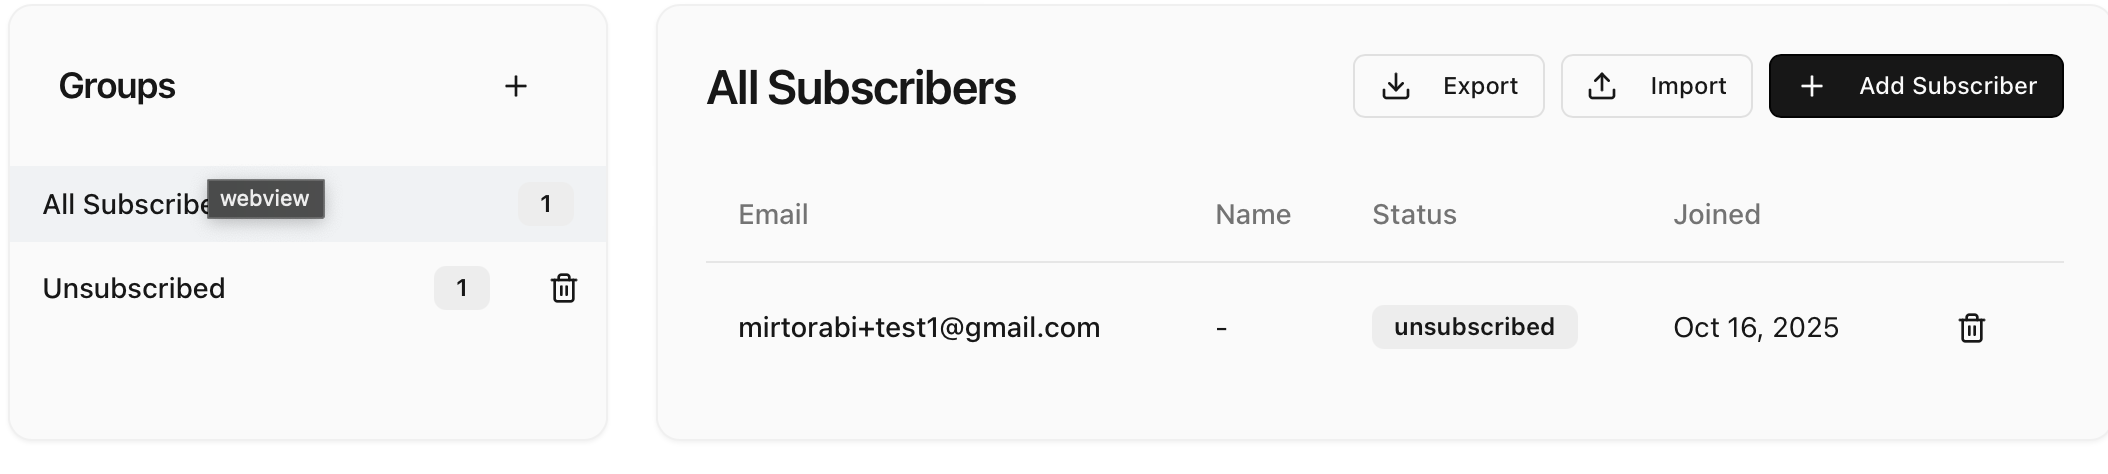 Groups
All Subscribe
webview
1
Unsubscribed
1
All Subscribers
Export
Import
Add Subscriber
Email Name Status Joined
mirtorabi+test1@gmail.com - unsubscribed Oct 16, 2025